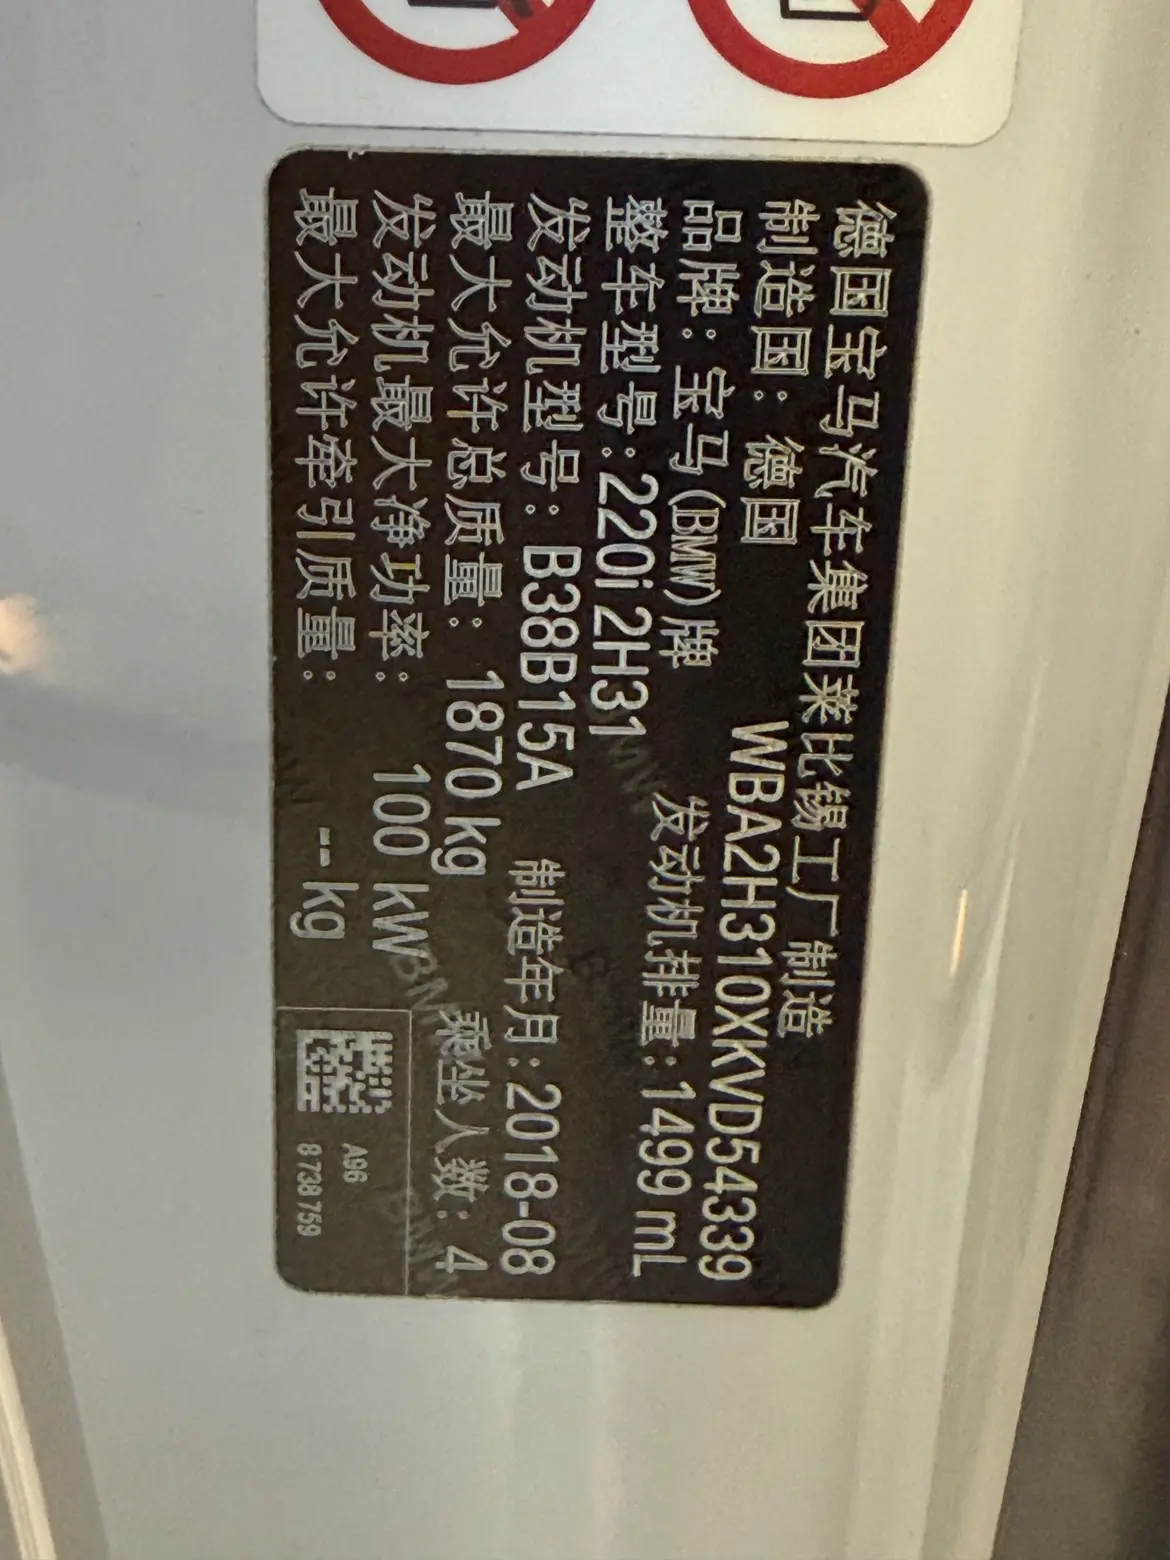 德国宝马汽车集团莱比锡工厂制造
制造国：德国 WBA2H310XKVD54339
品牌：宝马(BMW)牌 发动机排量：1499 mL
整车型号：220i 2H31
发动机型号：B38B15A 制造年月：2018-08
最大允许总质量：1870 kg 乘坐人数：4
发动机最大净功率：100 kW
最大允许牵引质量：-- kg
A96
8 738 759